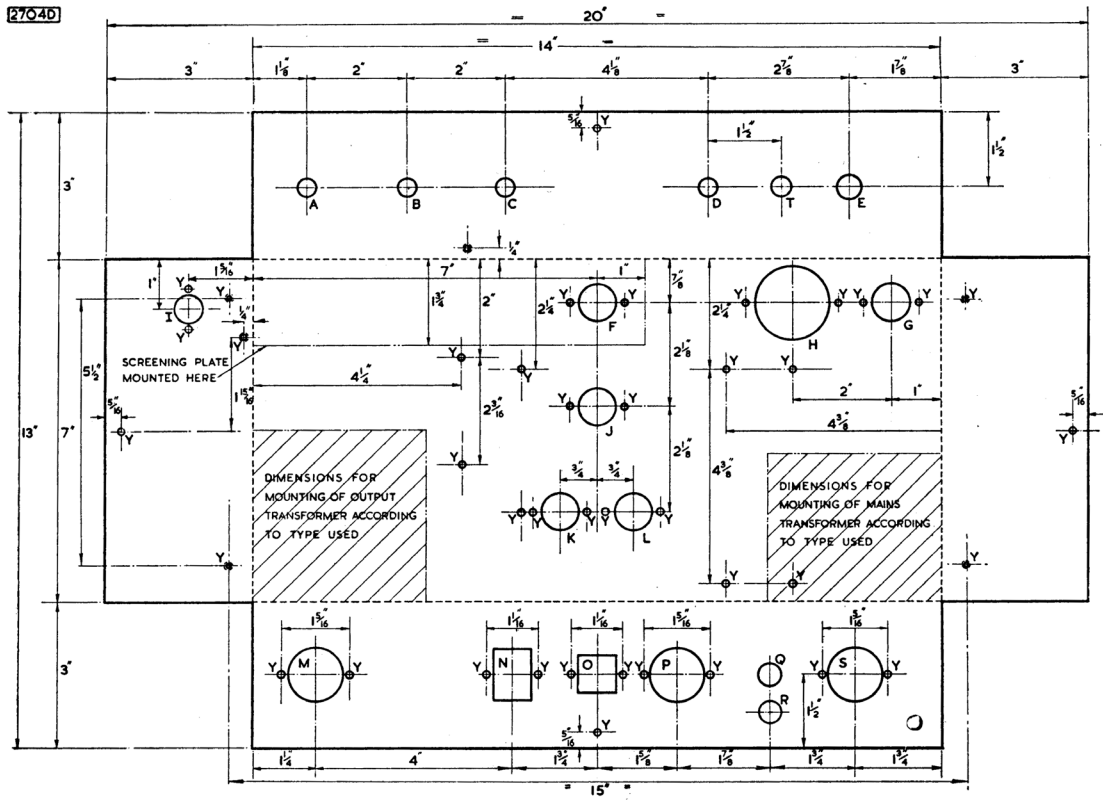 2704D
20"
14"
3" 1⅛" 2" 2" 4⅛" 2⅞" 1⅞" 3"
5/16" Y 1½" 1½"
3"
A B C D T E
¼"
1" 1 5/16" 7" 1" ⅞"
Y Y 1¾" 2" 2¼" Y Y 2¼" Y Y Y Y Y
I F H G
¼" Y Y
SCREENING PLATE
MOUNTED HERE
5½" 1 15/16" 4¼" Y Y 2⅛" Y Y
2" 1"
13" 7" 5/16" Y 2 3/16" Y Y J 4⅜" 5/16" Y
Y 2⅛" 4⅜"
¾" ¾"
DIMENSIONS FOR
MOUNTING OF OUTPUT
TRANSFORMER ACCORDING
TO TYPE USED
DIMENSIONS FOR
MOUNTING OF MAINS
TRANSFORMER ACCORDING
TO TYPE USED
Y Y Y Y Y
K L
Y Y Y Y
1 5/16" 1 1/16" 1 1/16" 1 5/16" 1 5/16"
3"
Y M Y Y N Y Y O Y Y P Y Q Y S Y
R 1½"
5/16" Y
1¼" 4" 1¾" 1⅝" 1⅞" 1¾" 1¾"
15"